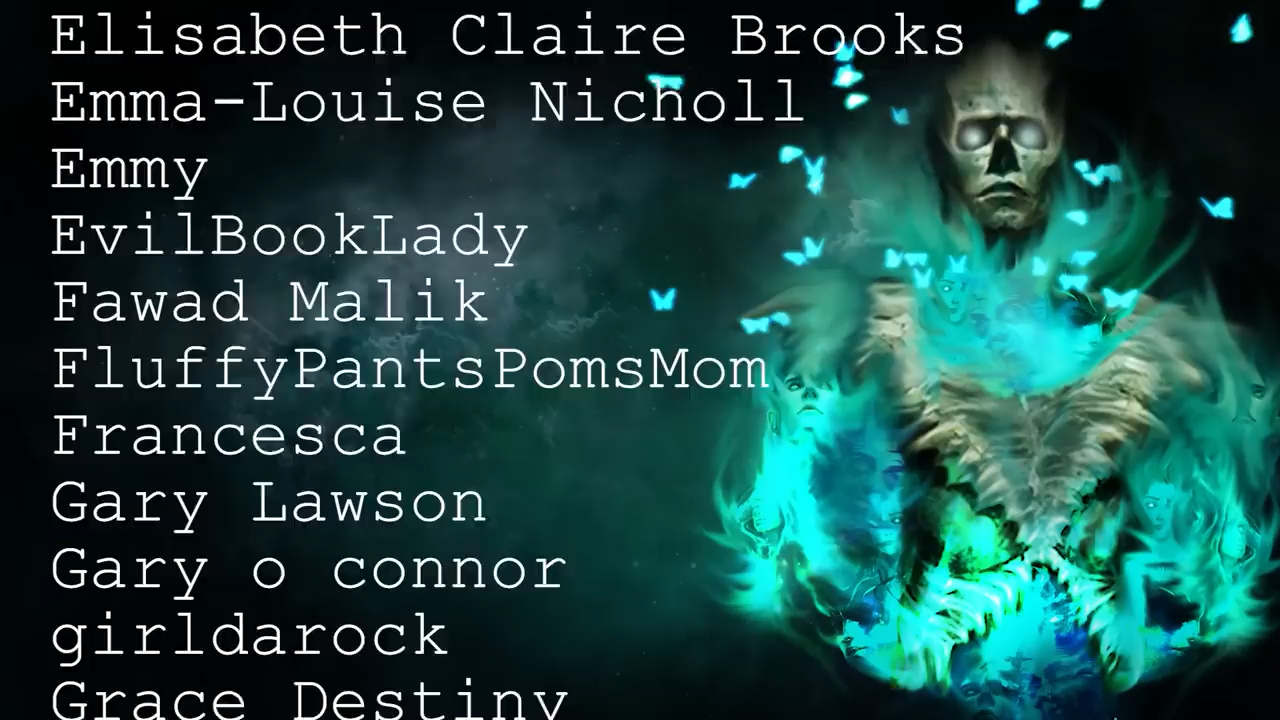 Elisabeth Claire Brooks
Emma-Louise Nicholl
Emmy
EvilBookLady
Fawad Malik
FluffyPantsPomsMom
Francesca
Gary Lawson
Gary o connor
girldarock
Grace Destiny